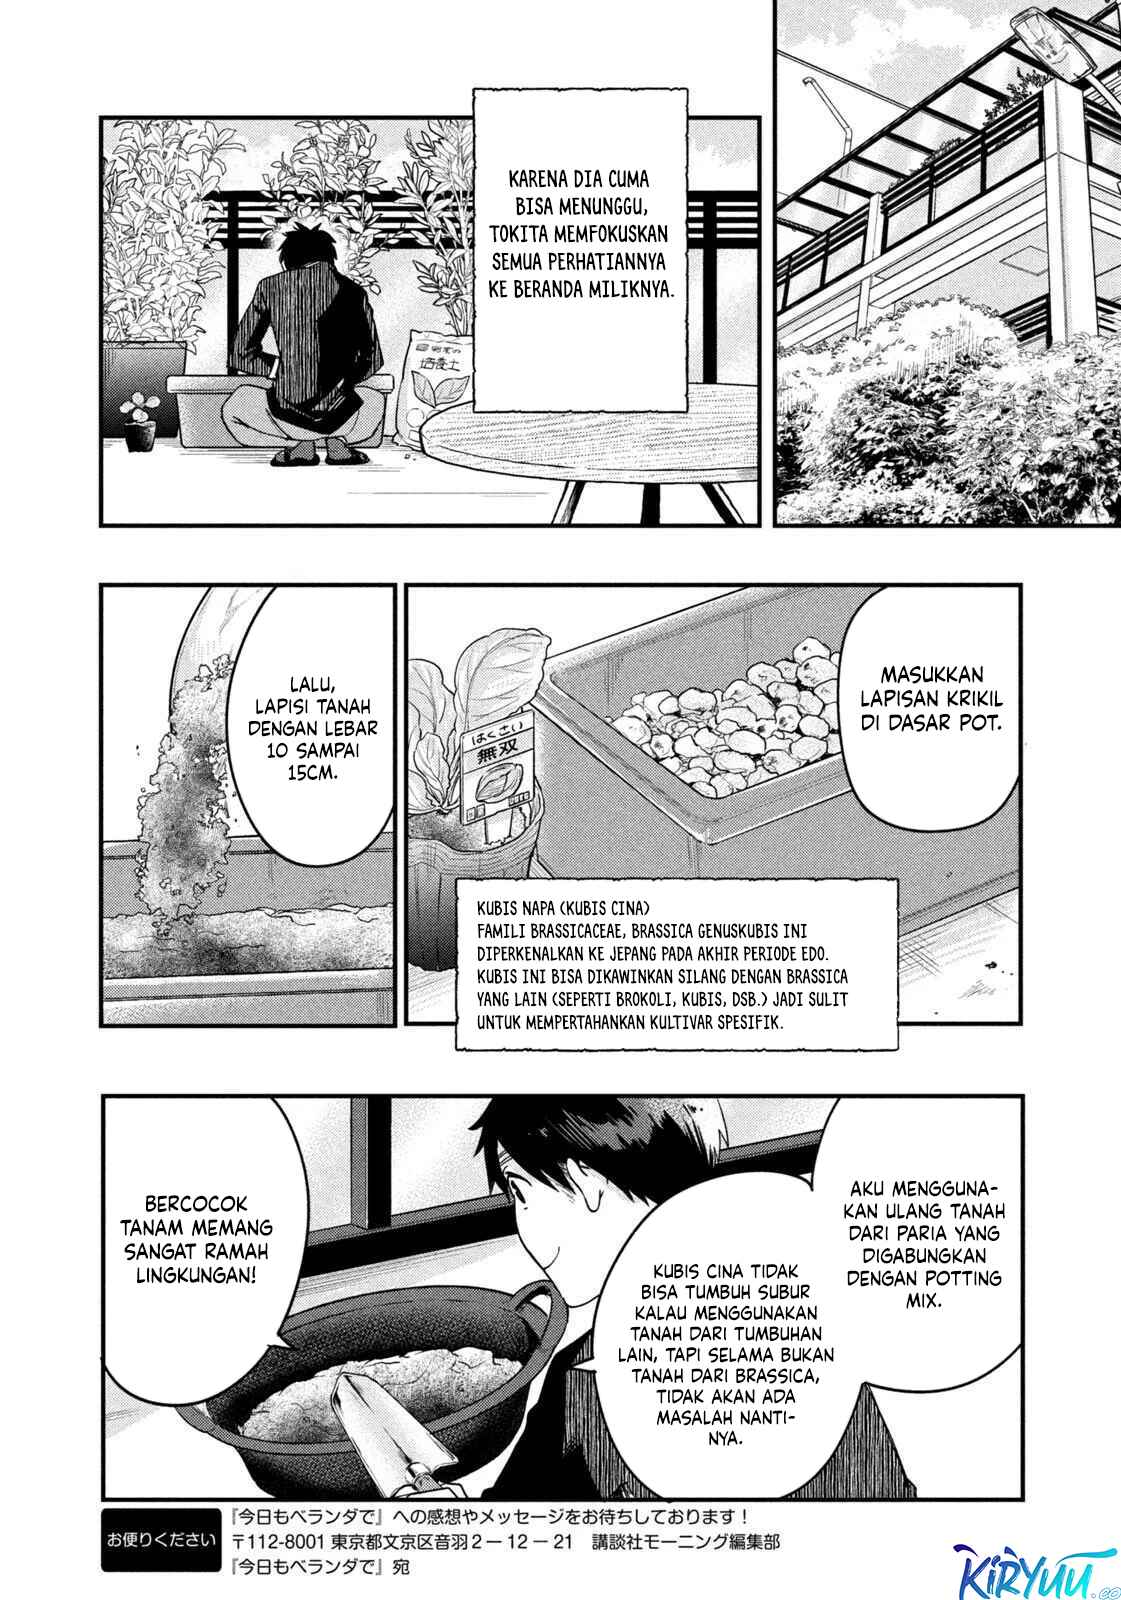 KARENA DIA CUMA
BISA MENUNGGU,
TOKITA MEMFOKUSKAN
SEMUA PERHATIANNYA
KE BERANDA MILIKNYA.
培養土
MASUKKAN
LAPISAN KRIKIL
DI DASAR POT.
はくさい
無双
KUBIS NAPA (KUBIS CINA)
FAMILI BRASSICACEAE, BRASSICA GENUSKUBIS INI
DIPERKENALKAN KE JEPANG PADA AKHIR PERIODE EDO.
KUBIS INI BISA DIKAWINKAN SILANG DENGAN BRASSICA
YANG LAIN (SEPERTI BROKOLI, KUBIS, DSB.) JADI SULIT
UNTUK MEMPERTAHANKAN KULTIVAR SPESIFIK.
LALU,
LAPISI TANAH
DENGAN LEBAR
10 SAMPAI
15CM.
AKU MENGGUNA-
KAN ULANG TANAH
DARI PARIA YANG
DIGABUNGKAN
DENGAN POTTING
MIX.
KUBIS CINA TIDAK
BISA TUMBUH SUBUR
KALAU MENGGUNAKAN
TANAH DARI TUMBUHAN
LAIN, TAPI SELAMA BUKAN
TANAH DARI BRASSICA,
TIDAK AKAN ADA
MASALAH NANTI-
NYA.
BERCOCOK
TANAM MEMANG
SANGAT RAMAH
LINGKUNGAN!
お便りください
『今日もベランダで』への感想やメッセージをお待ちしております！
〒112-8001 東京都文京区音羽2－12－21　講談社モーニング編集部
『今日もベランダで』宛
KIRYUU.CO